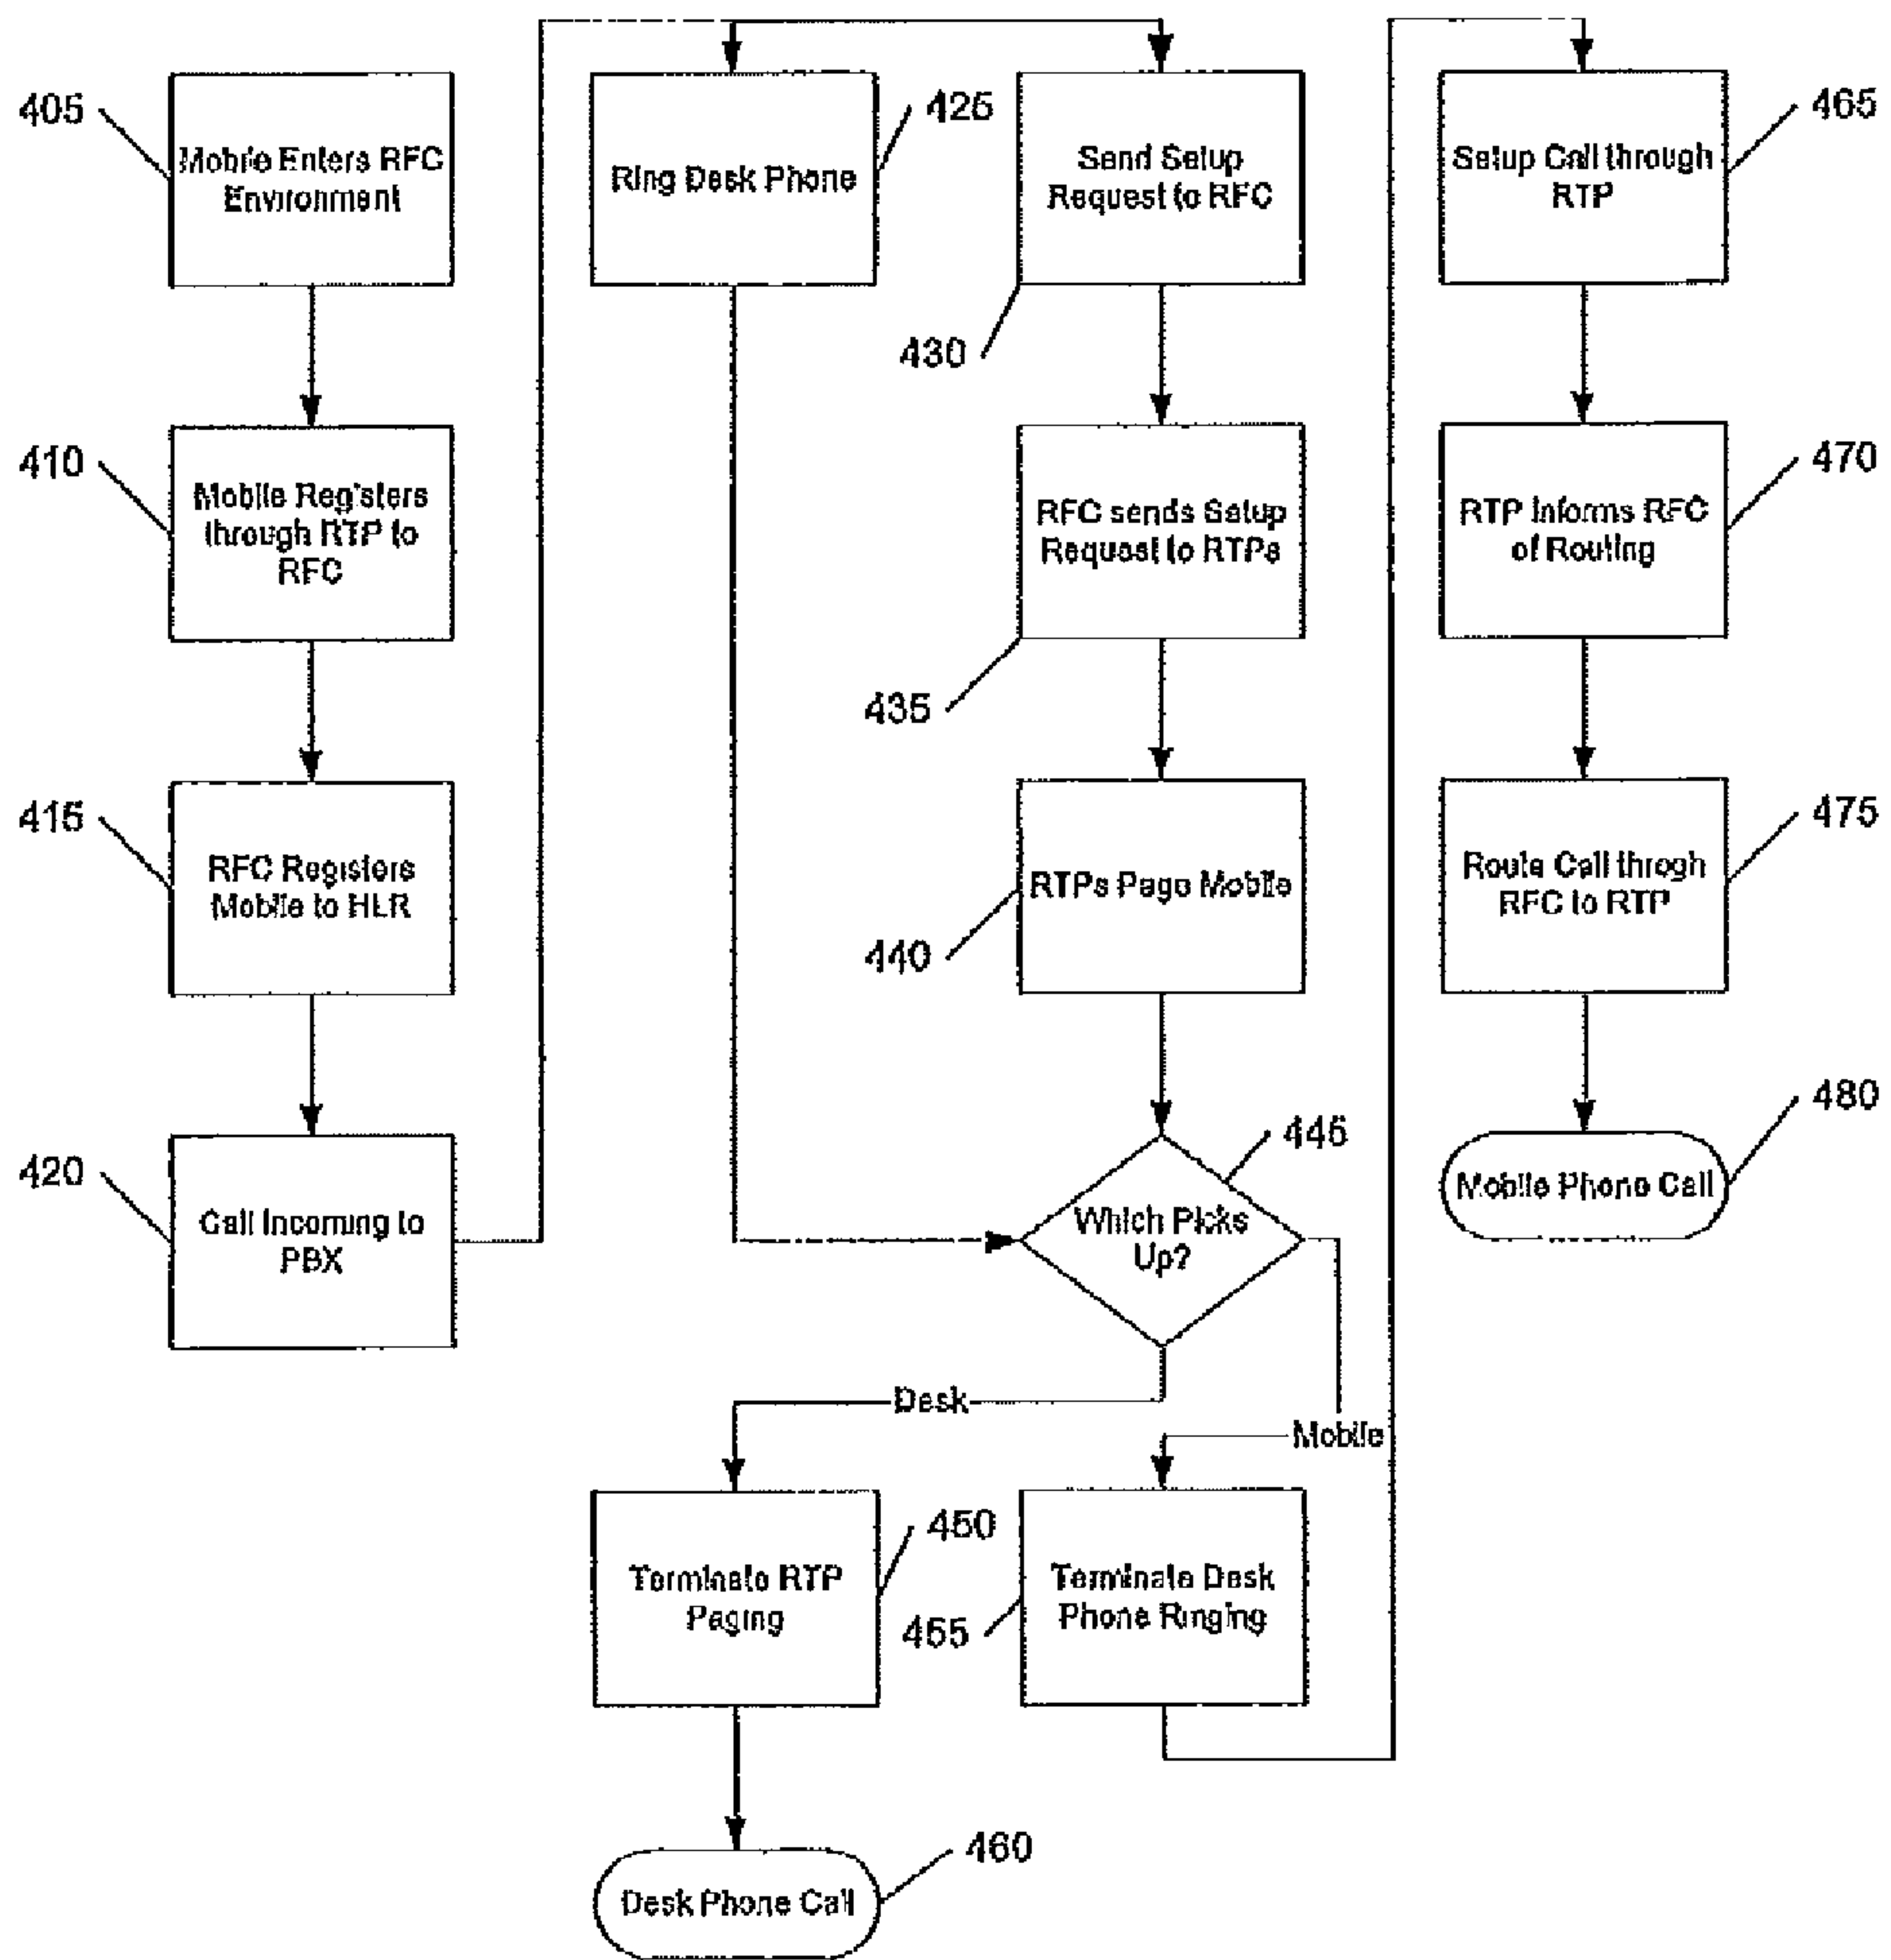 405
Mobile Enters RFC
Environment
410
Mobile Registers
through RTP to
RFC
415
RFC Registers
Mobile to HLR
420
Call Incoming to
PBX
425
Ring Desk Phone
Send Setup
Request to RFC
430
RFC sends Setup
Request to RTPs
435
RTPs Page Mobile
440
445
Which Picks
Up?
Desk
Mobile
450
Terminate RTP
Paging
455
Terminate Desk
Phone Ringing
460
Desk Phone Call
465
Setup Call through
RTP
470
RTP Informs RFC
of Routing
475
Route Call throgh
RFC to RTP
480
Mobile Phone Call